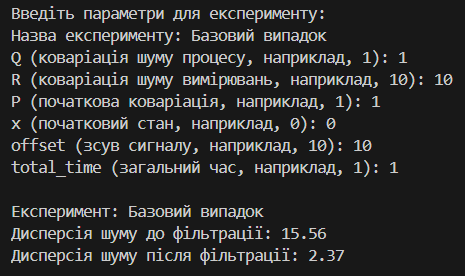 Введіть параметри для експерименту:
Назва експерименту: Базовий випадок
Q (коваріація шуму процесу, наприклад, 1): 1
R (коваріація шуму вимірювань, наприклад, 10): 10
P (початкова коваріація, наприклад, 1): 1
x (початковий стан, наприклад, 0): 0
offset (зсув сигналу, наприклад, 10): 10
total_time (загальний час, наприклад, 1): 1
Експеримент: Базовий випадок
Дисперсія шуму до фільтрації: 15.56
Дисперсія шуму після фільтрації: 2.37